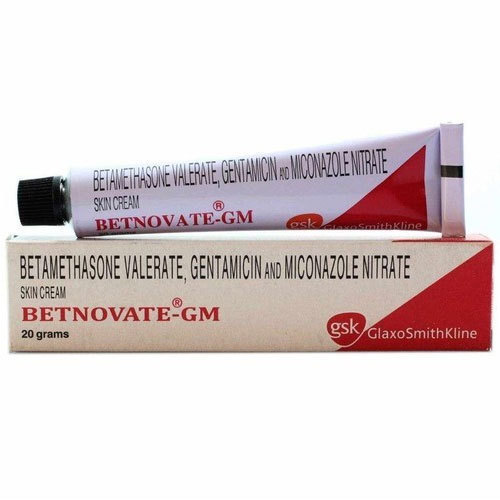 BETAMETHASONE VALERATE, GENTAMICIN AND MICONAZOLE NITRATE
SKIN CREAM
BETNOVATE-GM®
gsk GlaxoSmithKline
BETAMETHASONE VALERATE, GENTAMICIN AND MICONAZOLE NITRATE
SKIN CREAM
BETNOVATE®-GM
20 grams
gsk GlaxoSmithKline